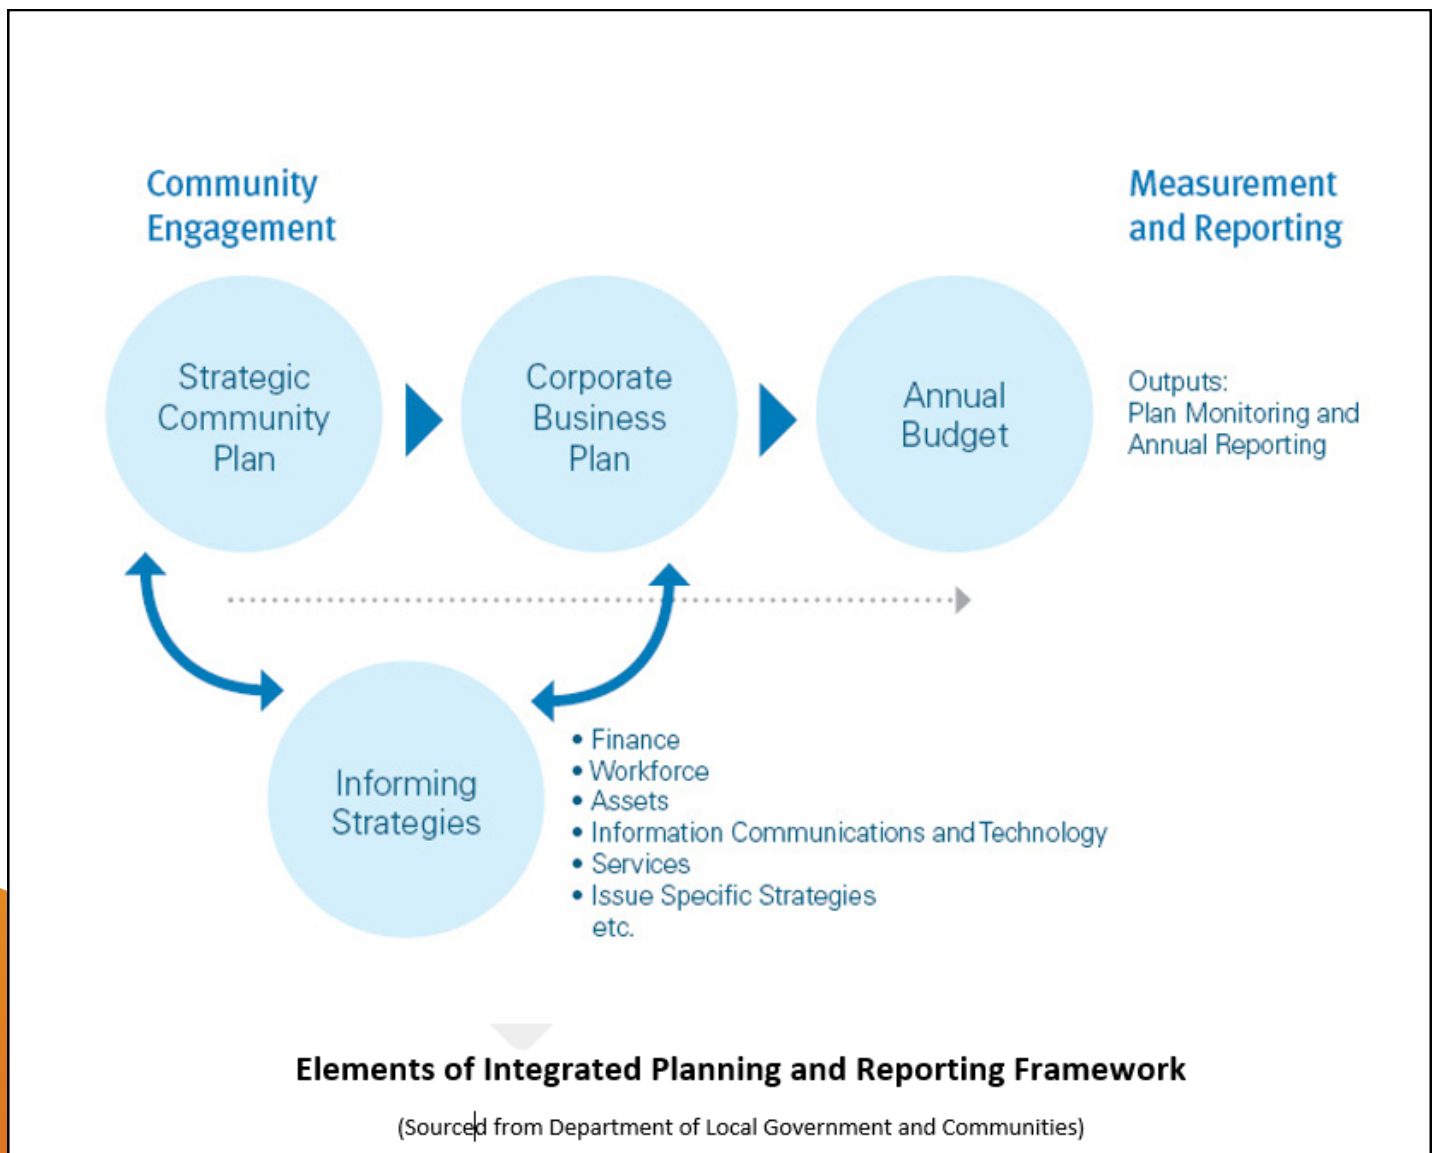 Community
Engagement
Measurement
and Reporting
Strategic
Community
Plan
Corporate
Business
Plan
Annual
Budget
Outputs:
Plan Monitoring and
Annual Reporting
Informing
Strategies
• Finance
• Workforce
• Assets
• Information Communications and Technology
• Services
• Issue Specific Strategies
etc.
Elements of Integrated Planning and Reporting Framework
(Sourced from Department of Local Government and Communities)